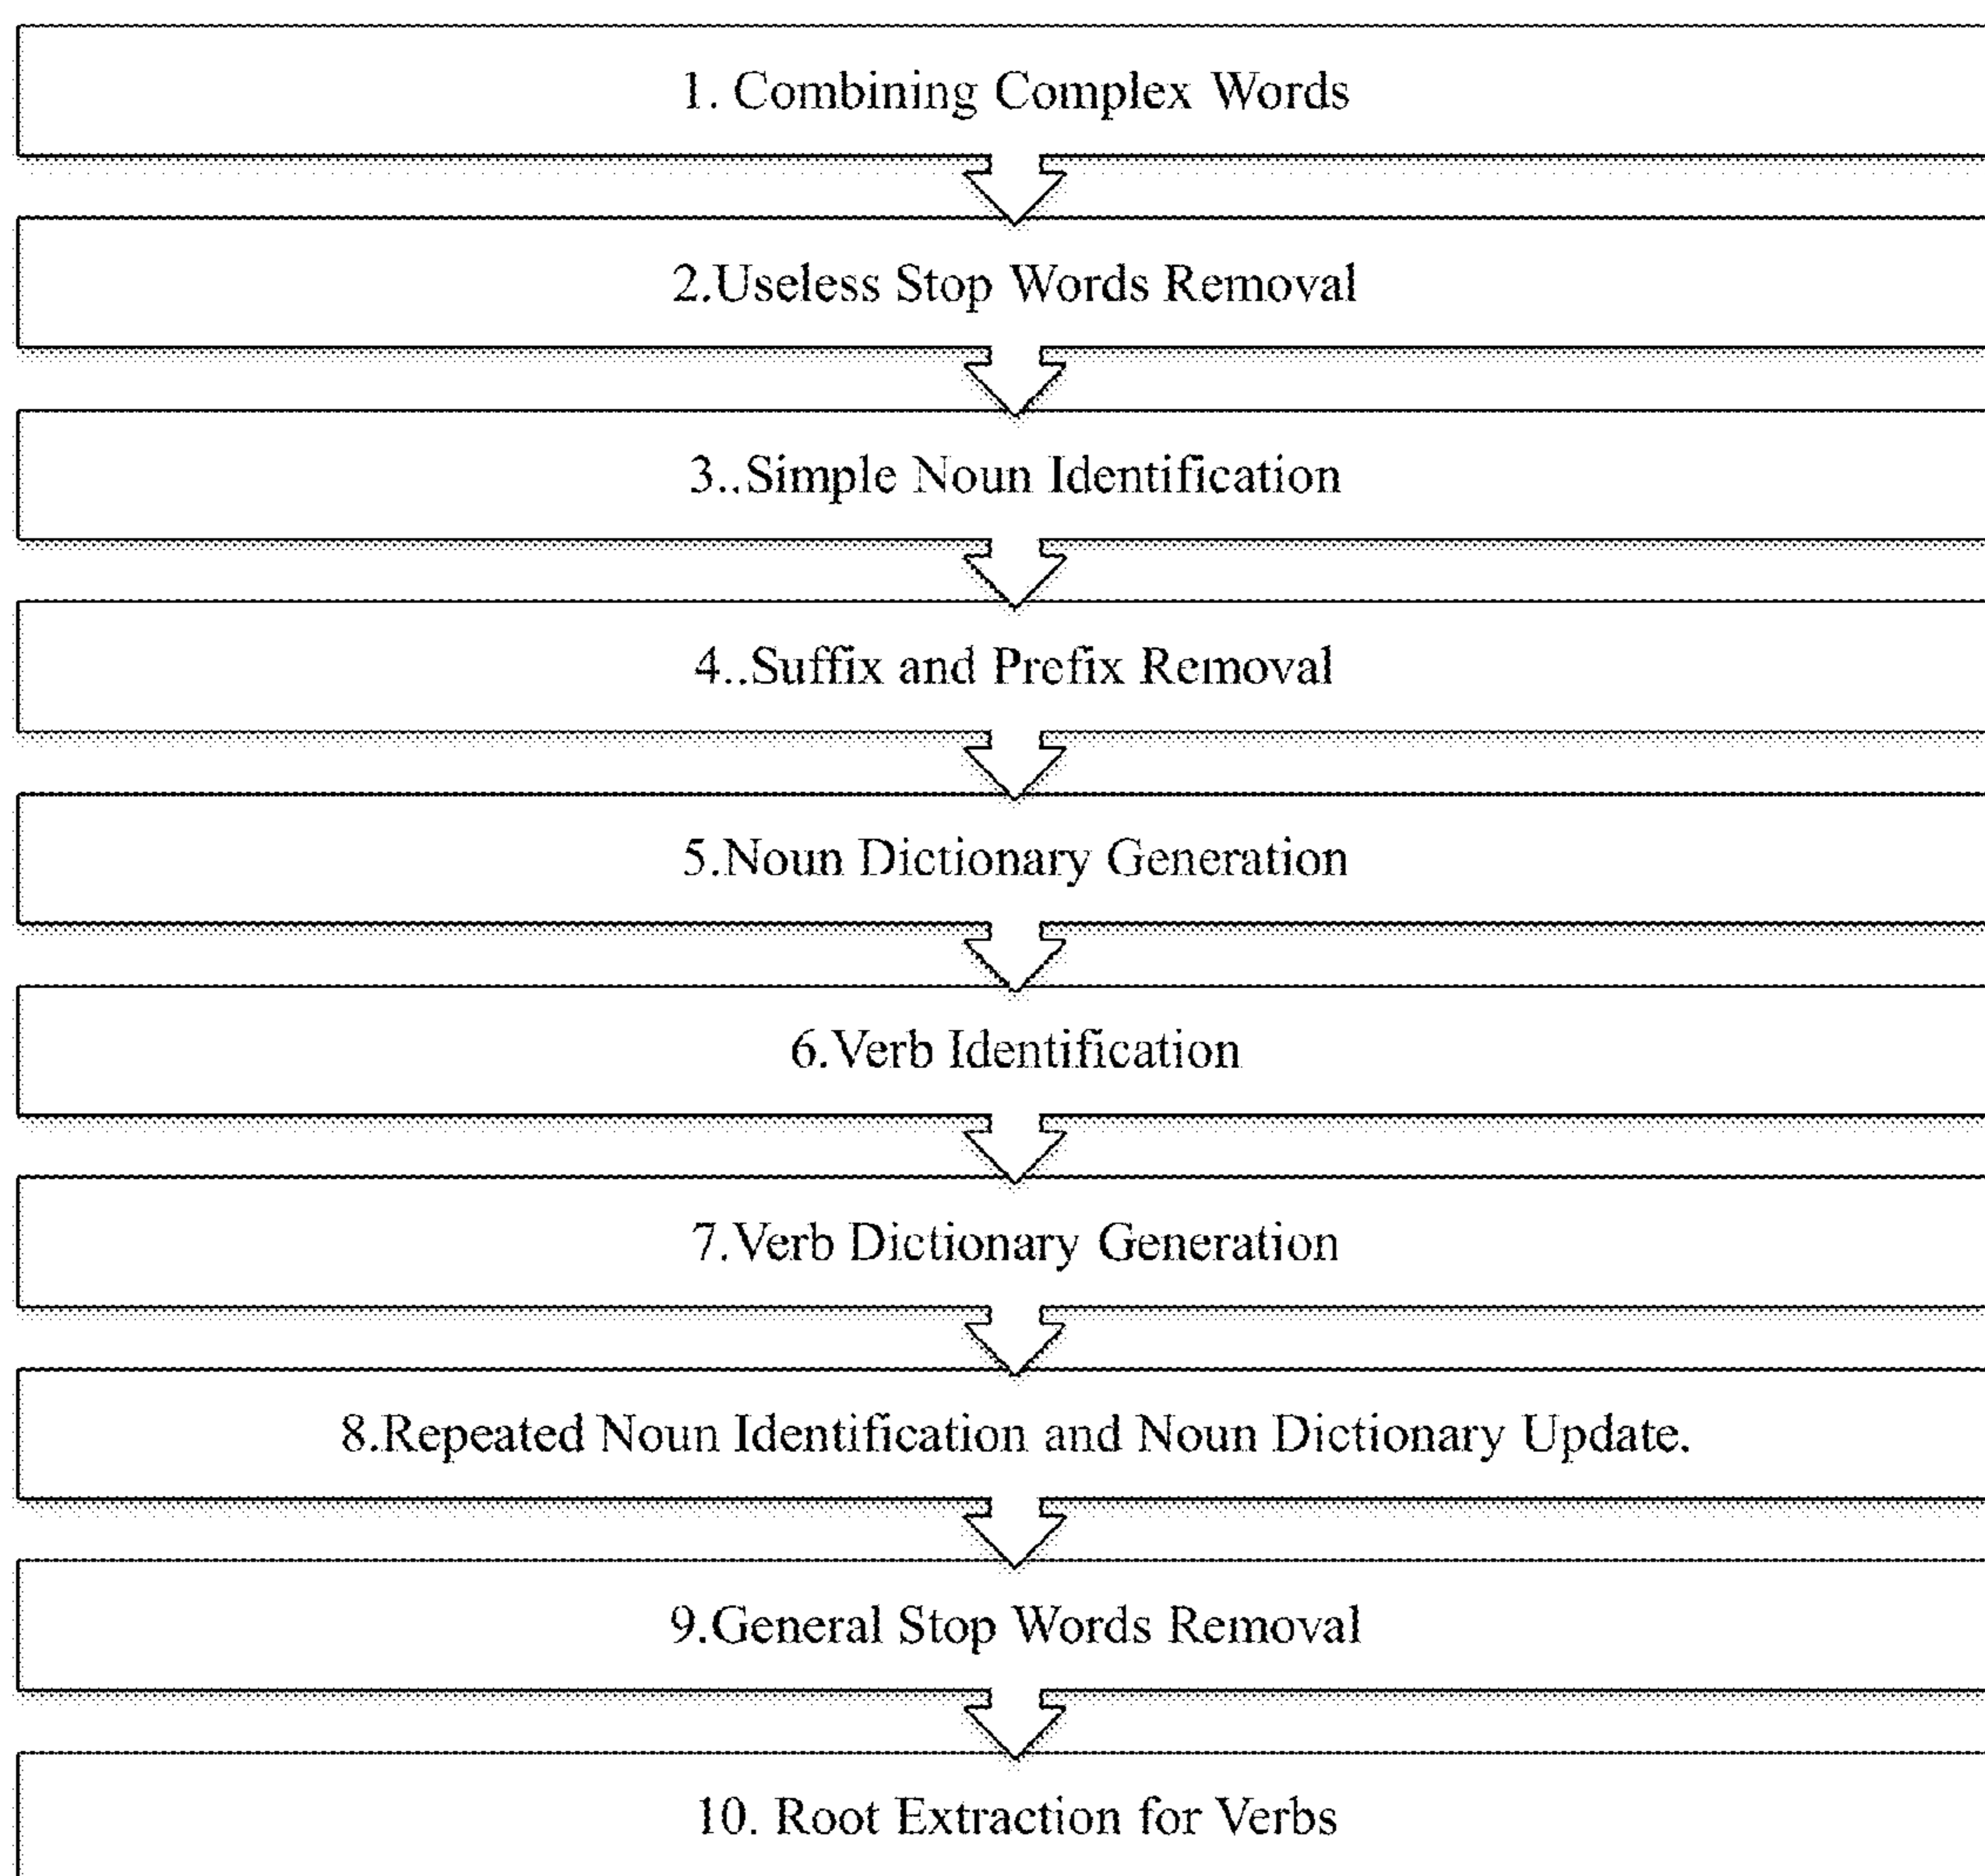 1. Combining Complex Words
2.Useless Stop Words Removal
3..Simple Noun Identification
4..Suffix and Prefix Removal
5.Noun Dictionary Generation
6.Verb Identification
7.Verb Dictionary Generation
8.Repeated Noun Identification and Noun Dictionary Update.
9.General Stop Words Removal
10. Root Extraction for Verbs